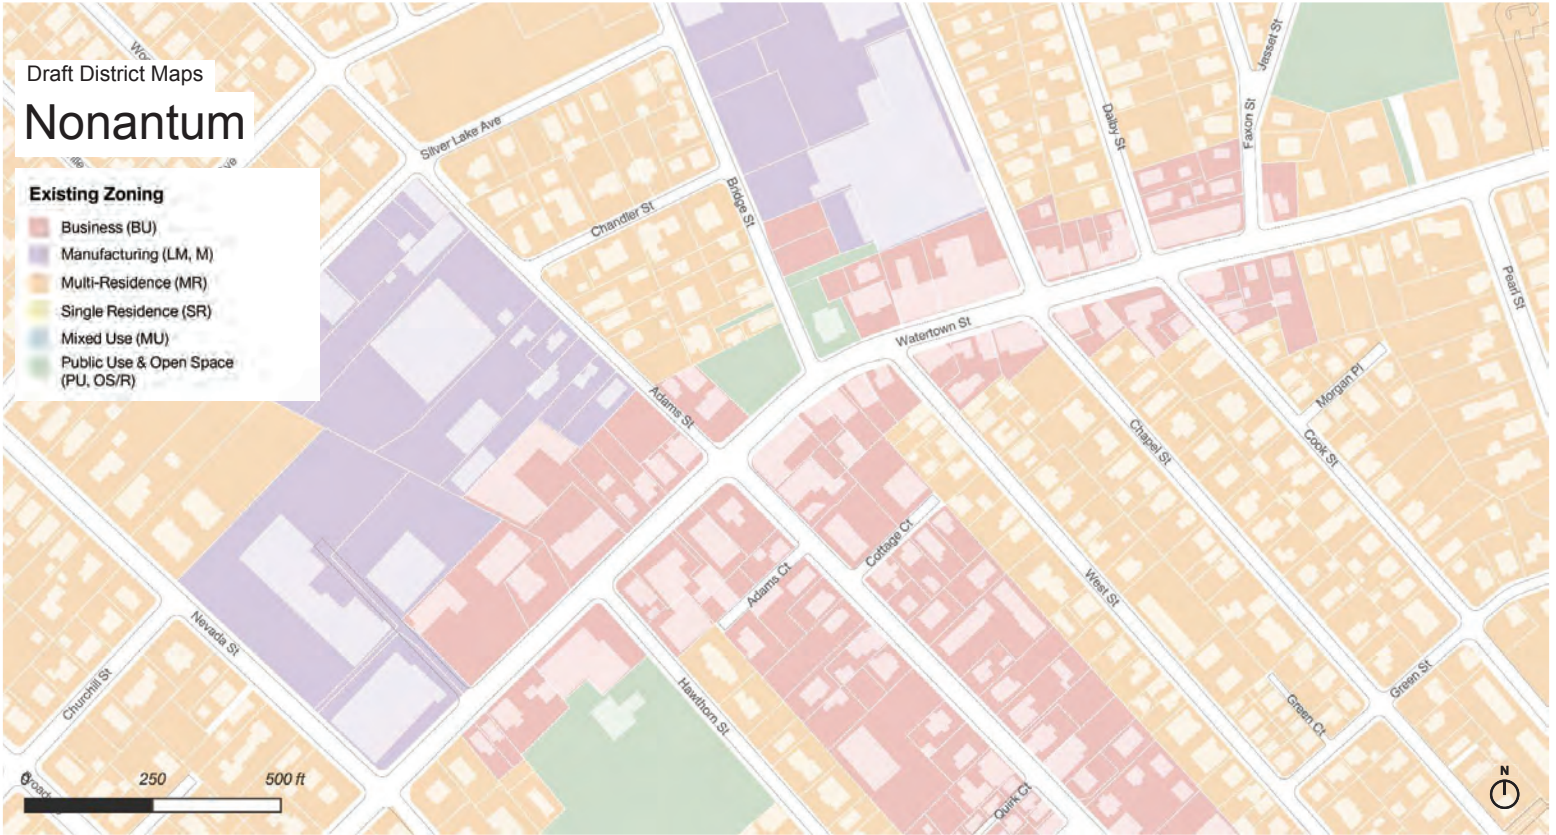 Draft District Maps
Nonantum
Existing Zoning
Business (BU)
Manufacturing (LM, M)
Multi-Residence (MR)
Single Residence (SR)
Mixed Use (MU)
Public Use & Open Space
(PU, OS/R)
Silver Lake Ave
Chandler St
Bridge St
Dalby St
Faxon St
Jasset St
Pearl St
Watertown St
Adams St
Morgan Pl
Chapel St
Cook St
Cottage Ct
Adams Ct
West St
Nevada St
Churchill St
Hawthorn St
Green St
Green Ct
Quirk Ct
0 250 500 ft
N